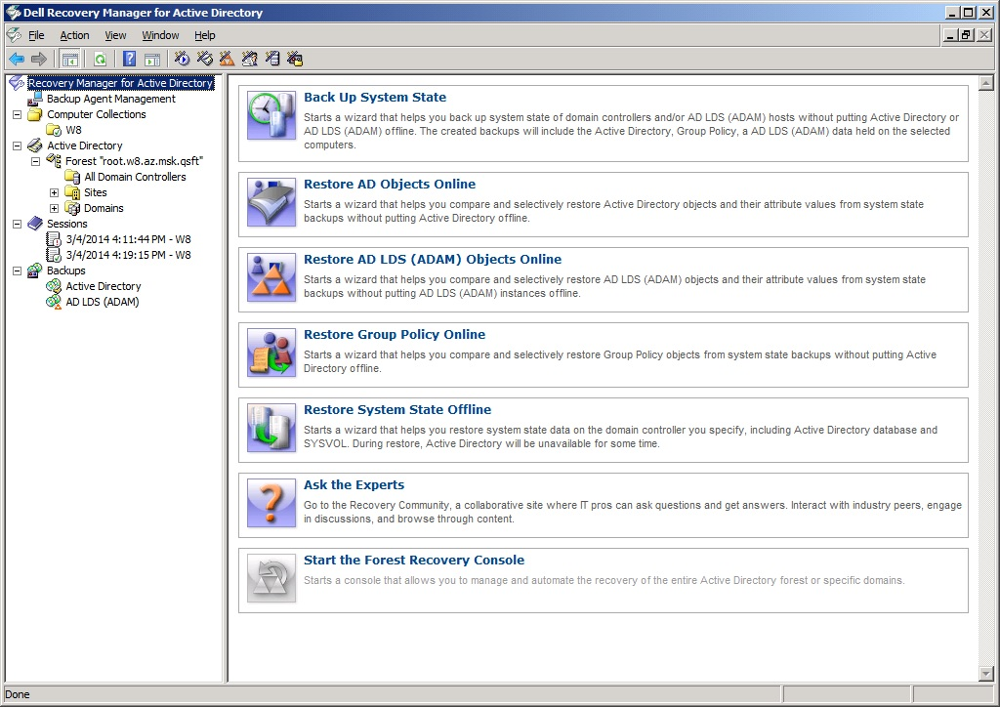 Dell Recovery Manager for Active Directory
File Action View Window Help
Recovery Manager for Active Directory
Backup Agent Management
Computer Collections
W8
Active Directory
Forest "root.w8.az.msk.qsft"
All Domain Controllers
Sites
Domains
Sessions
3/4/2014 4:11:44 PM - W8
3/4/2014 4:19:15 PM - W8
Backups
Active Directory
AD LDS (ADAM)
Back Up System State
Starts a wizard that helps you back up system state of domain controllers and/or AD LDS (ADAM) hosts without putting Active Directory or
AD LDS (ADAM) offline. The created backups will include the Active Directory, Group Policy, a AD LDS (ADAM) data held on the selected
computers.
Restore AD Objects Online
Starts a wizard that helps you compare and selectively restore Active Directory objects and their attribute values from system state
backups without putting Active Directory offline.
Restore AD LDS (ADAM) Objects Online
Starts a wizard that helps you compare and selectively restore AD LDS (ADAM) objects and their attribute values from system state
backups without putting AD LDS (ADAM) instances offline.
Restore Group Policy Online
Starts a wizard that helps you compare and selectively restore Group Policy objects from system state backups without putting Active
Directory offline.
Restore System State Offline
Starts a wizard that helps you restore system state data on the domain controller you specify, including Active Directory database and
SYSVOL. During restore, Active Directory will be unavailable for some time.
Ask the Experts
Go to the Recovery Community, a collaborative site where IT pros can ask questions and get answers. Interact with industry peers, engage
in discussions, and browse through content.
Start the Forest Recovery Console
Starts a console that allows you to manage and automate the recovery of the entire Active Directory forest or specific domains.
Done